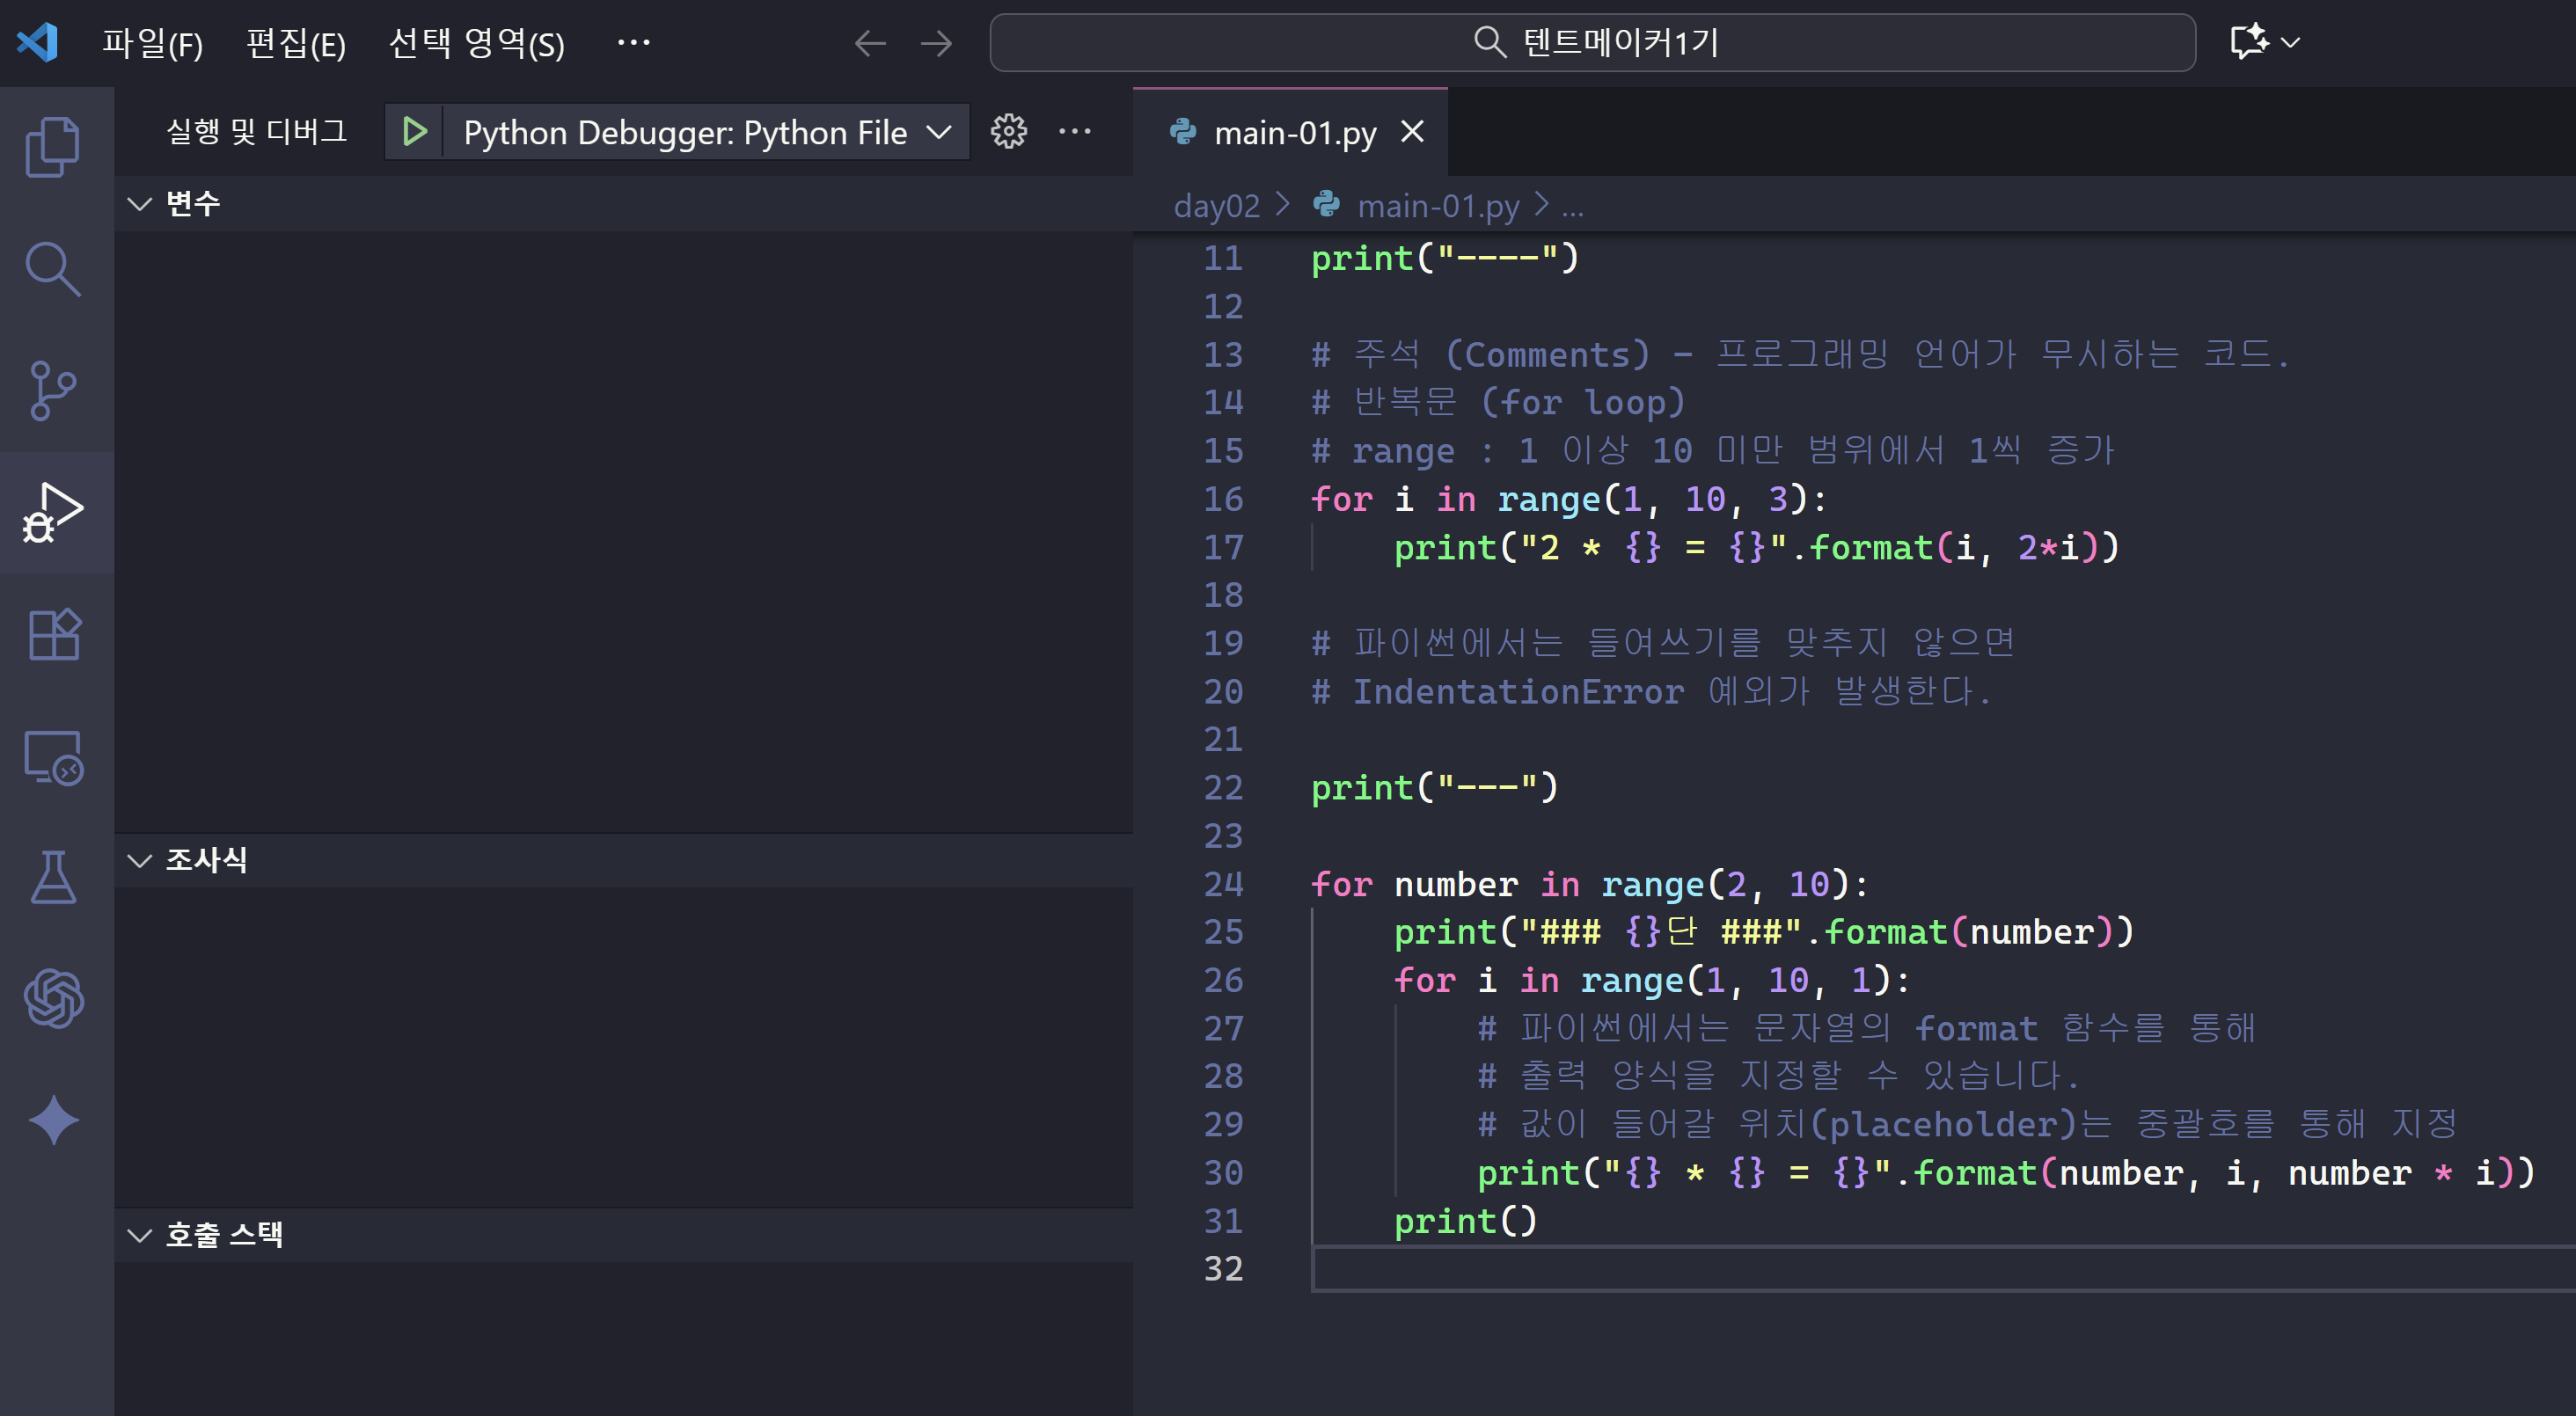 파일(F) 편집(E) 선택 영역(S) ··· 텐트메이커1기
실행 및 디버그 Python Debugger: Python File ··· main-01.py
변수
day02 > main-01.py > ...
11 print("----")
12
13 # 주석 (Comments) - 프로그래밍 언어가 무시하는 코드.
14 # 반복문 (for loop)
15 # range : 1 이상 10 미만 범위에서 1씩 증가
16 for i in range(1, 10, 3):
17     print("2 * {} = {}".format(i, 2*i))
18
19 # 파이썬에서는 들여쓰기를 맞추지 않으면
20 # IndentationError 예외가 발생한다.
21
22 print("---")
23
24 for number in range(2, 10):
25     print("### {}단 ###".format(number))
26     for i in range(1, 10, 1):
27         # 파이썬에서는 문자열의 format 함수를 통해
28         # 출력 양식을 지정할 수 있습니다.
29         # 값이 들어갈 위치(placeholder)는 중괄호를 통해 지정
30         print("{} * {} = {}".format(number, i, number * i))
31     print()
32
조사식
호출 스택